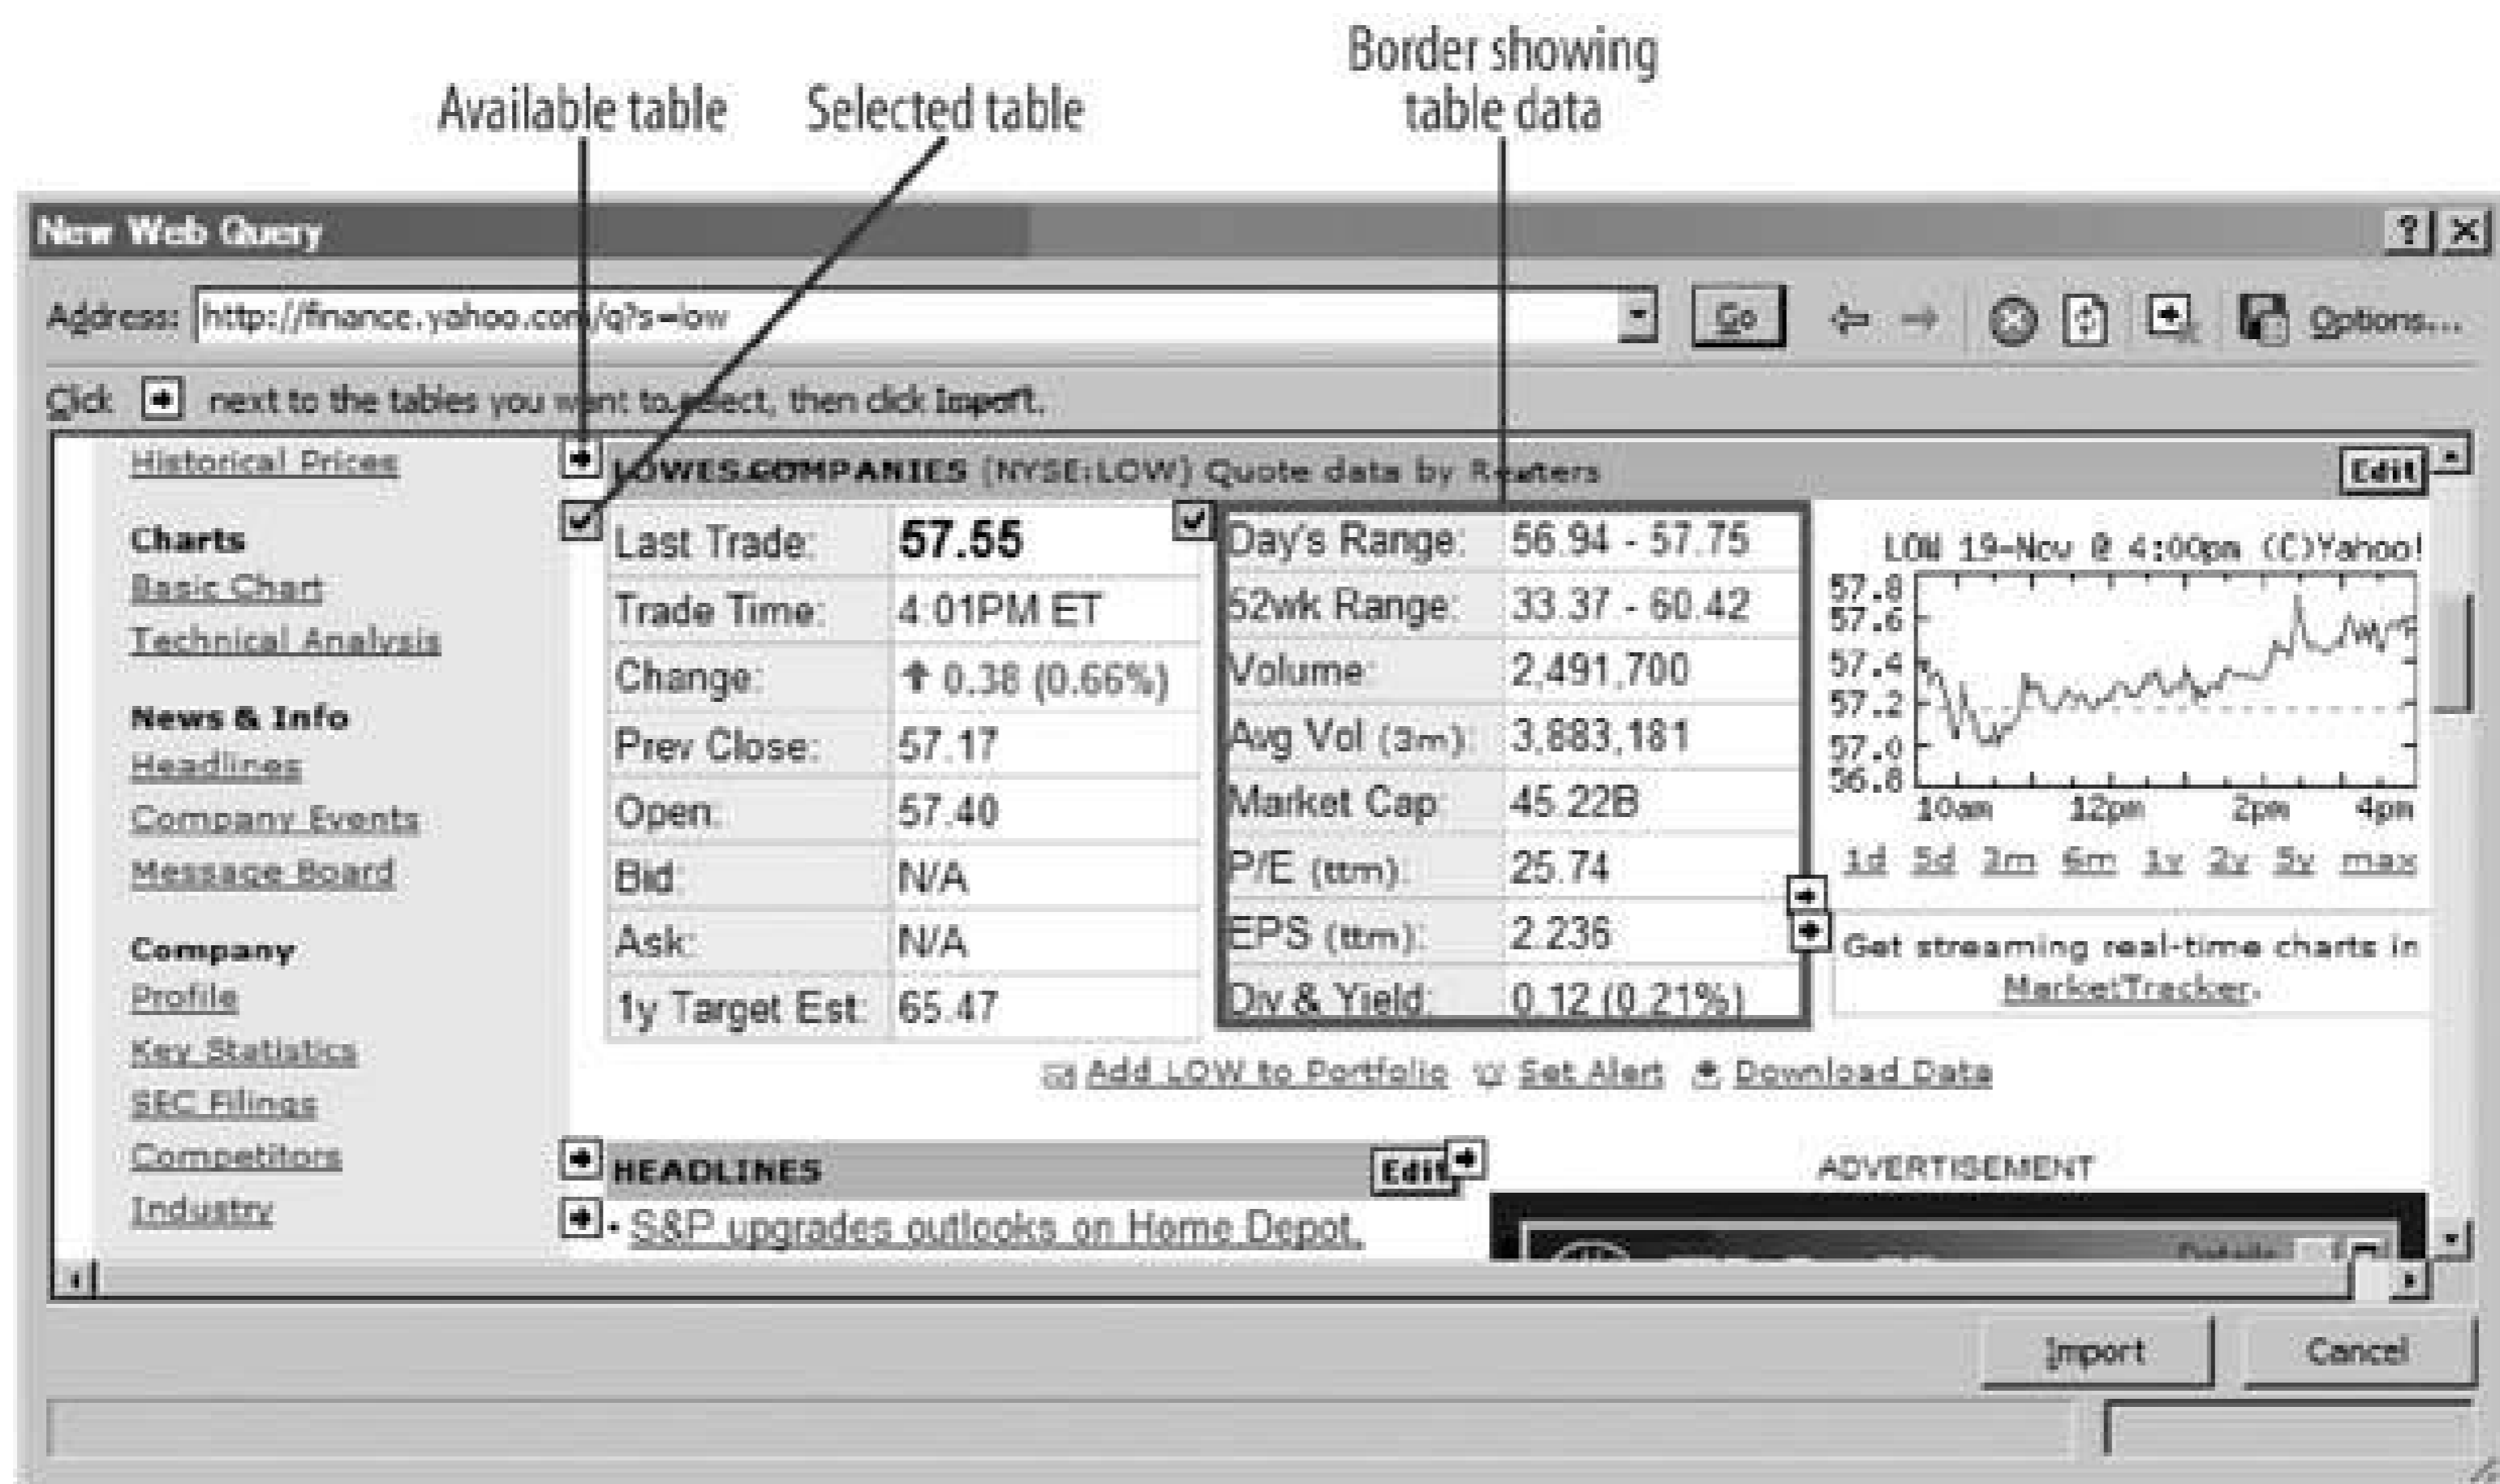 Border showing
Available table Selected table table data
New Web Query
Address: http://finance.yahoo.com/q?s=low Go Options...
Click next to the tables you want to select, then click Import.
Historical Prices
Charts
Basic Chart
Technical Analysis
News & Info
Headlines
Company Events
Message Board
Company
Profile
Key Statistics
SEC Filings
Competitors
Industry
LOWES COMPANIES (NYSE:LOW) Quote data by Reuters Edit
Last Trade: 57.55
Trade Time: 4:01PM ET
Change: 0.38 (0.66%)
Prev Close: 57.17
Open: 57.40
Bid: N/A
Ask: N/A
1y Target Est: 65.47
Day's Range: 56.94 - 57.75
52wk Range: 33.37 - 60.42
Volume: 2,491,700
Avg Vol (3m): 3,883,181
Market Cap: 45.22B
P/E (ttm): 25.74
EPS (ttm): 2.236
Div & Yield: 0.12 (0.21%)
LOW 19-Nov @ 4:00pm (C)Yahoo!
57.8
57.6
57.4
57.2
57.0
56.8
10am 12pm 2pm 4pm
1d 5d 3m 6m 1y 2y 5y max
Get streaming real-time charts in
MarketTracker.
Add LOW to Portfolio Set Alert Download Data
HEADLINES Edit
• S&P upgrades outlooks on Home Depot,
ADVERTISEMENT
Import Cancel